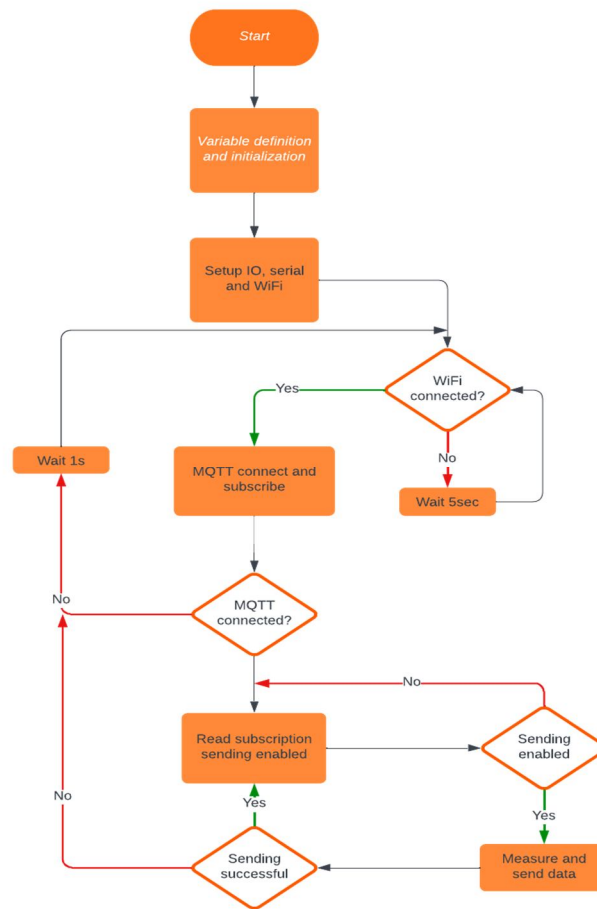 Start
Variable definition
and initialization
Setup IO, serial
and WiFi
WiFi
connected?
Yes
No
Wait 1s
MQTT connect and
subscribe
Wait 5sec
No
MQTT
connected?
No
Read subscription
sending enabled
Sending
enabled
No
Yes
Yes
Sending
successful
Measure and
send data